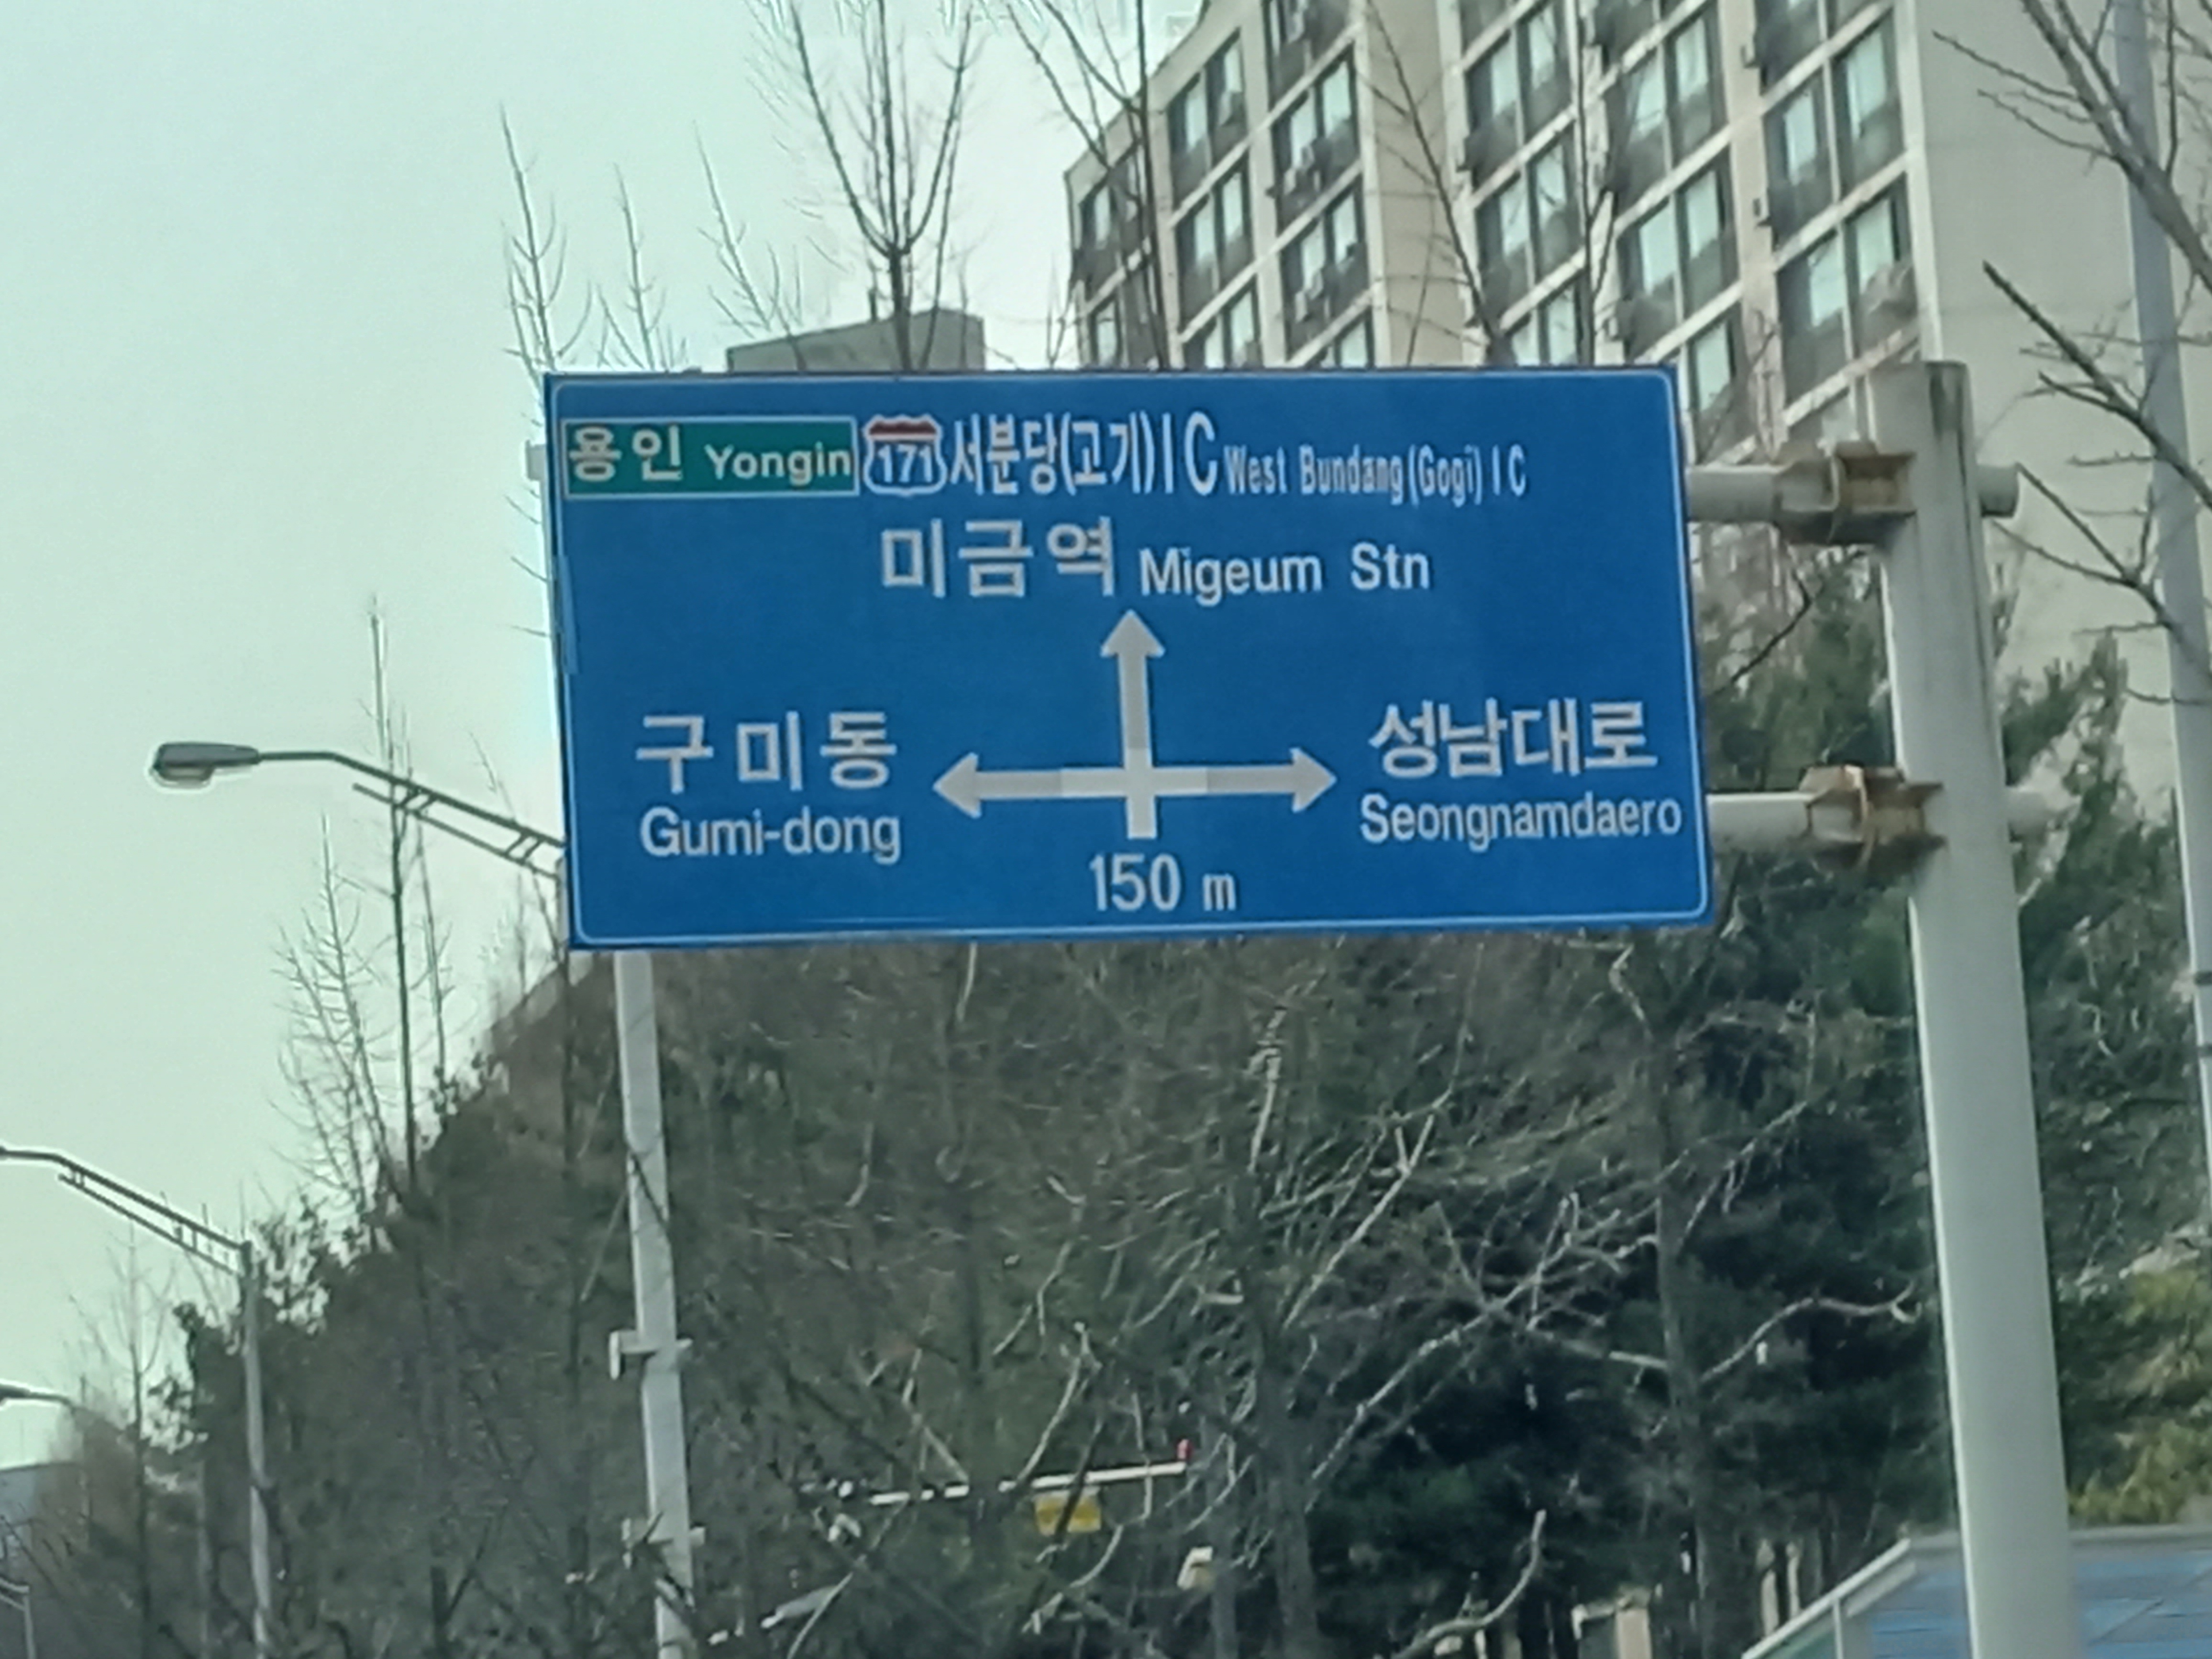 용인 Yongin 171 서분당(고기)IC West Bundang(Gogi) IC
미금역 Migeum Stn
구미동 성남대로
Gumi-dong Seongnamdaero
150 m